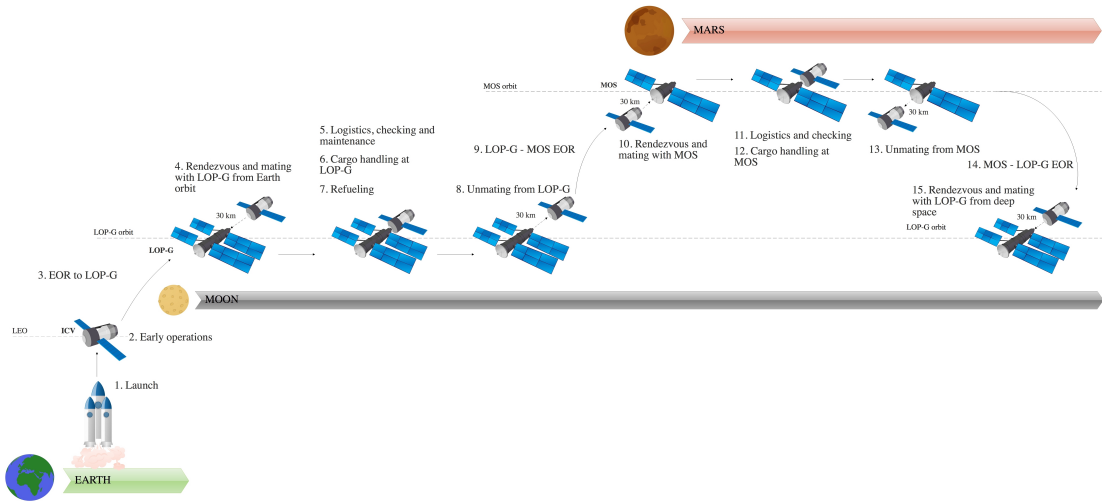 MARS
MOS orbit
MOS
30 km
30 km
5. Logistics, checking and
maintenance
6. Cargo handling at
LOP-G
7. Refueling
9. LOP-G - MOS EOR
10. Rendezvous and
mating with MOS
11. Logistics and checking
12. Cargo handling at
MOS
13. Unmating from MOS
14. MOS - LOP-G EOR
4. Rendezvous and mating
with LOP-G from Earth
orbit
8. Unmating from LOP-G
15. Rendezvous and mating
with LOP-G from deep
space
30 km
30 km
30 km
LOP-G orbit
LOP-G orbit
LOP-G
3. EOR to LOP-G
MOON
LEO
ICV
2. Early operations
1. Launch
EARTH